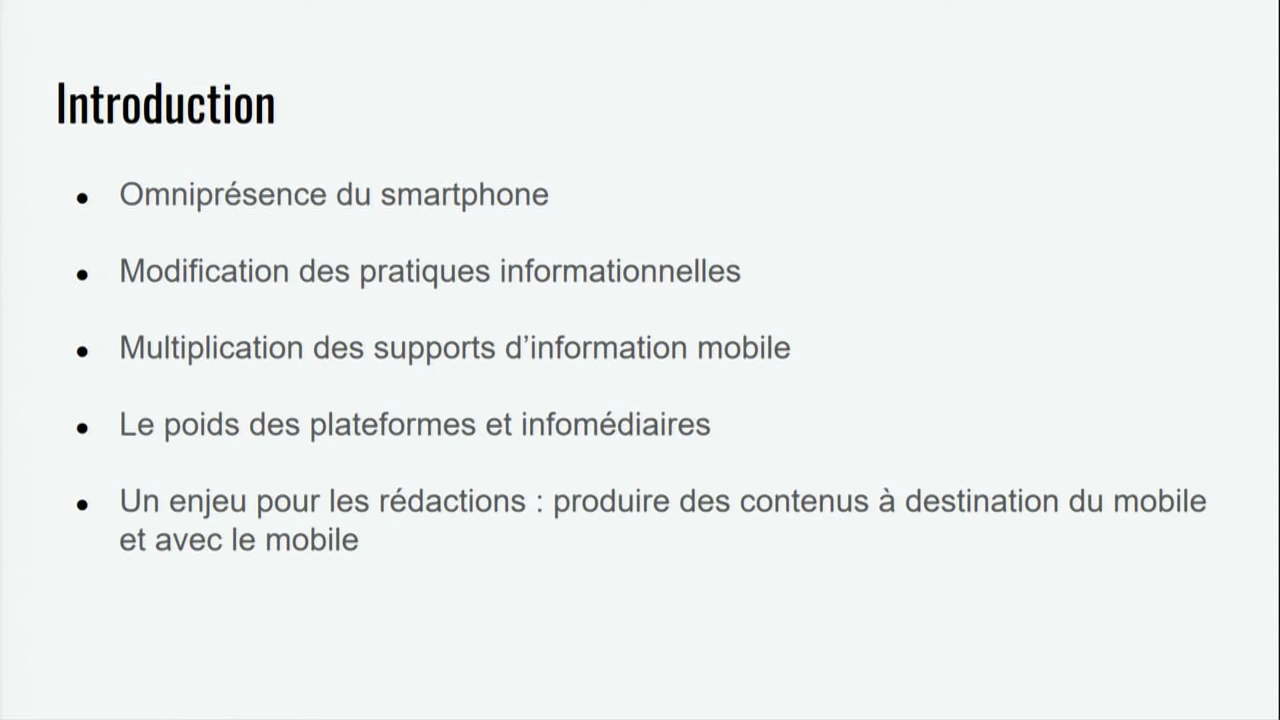 Introduction
● Omniprésence du smartphone
● Modification des pratiques informationnelles
● Multiplication des supports d’information mobile
● Le poids des plateformes et infomédiaires
● Un enjeu pour les rédactions : produire des contenus à destination du mobile
et avec le mobile